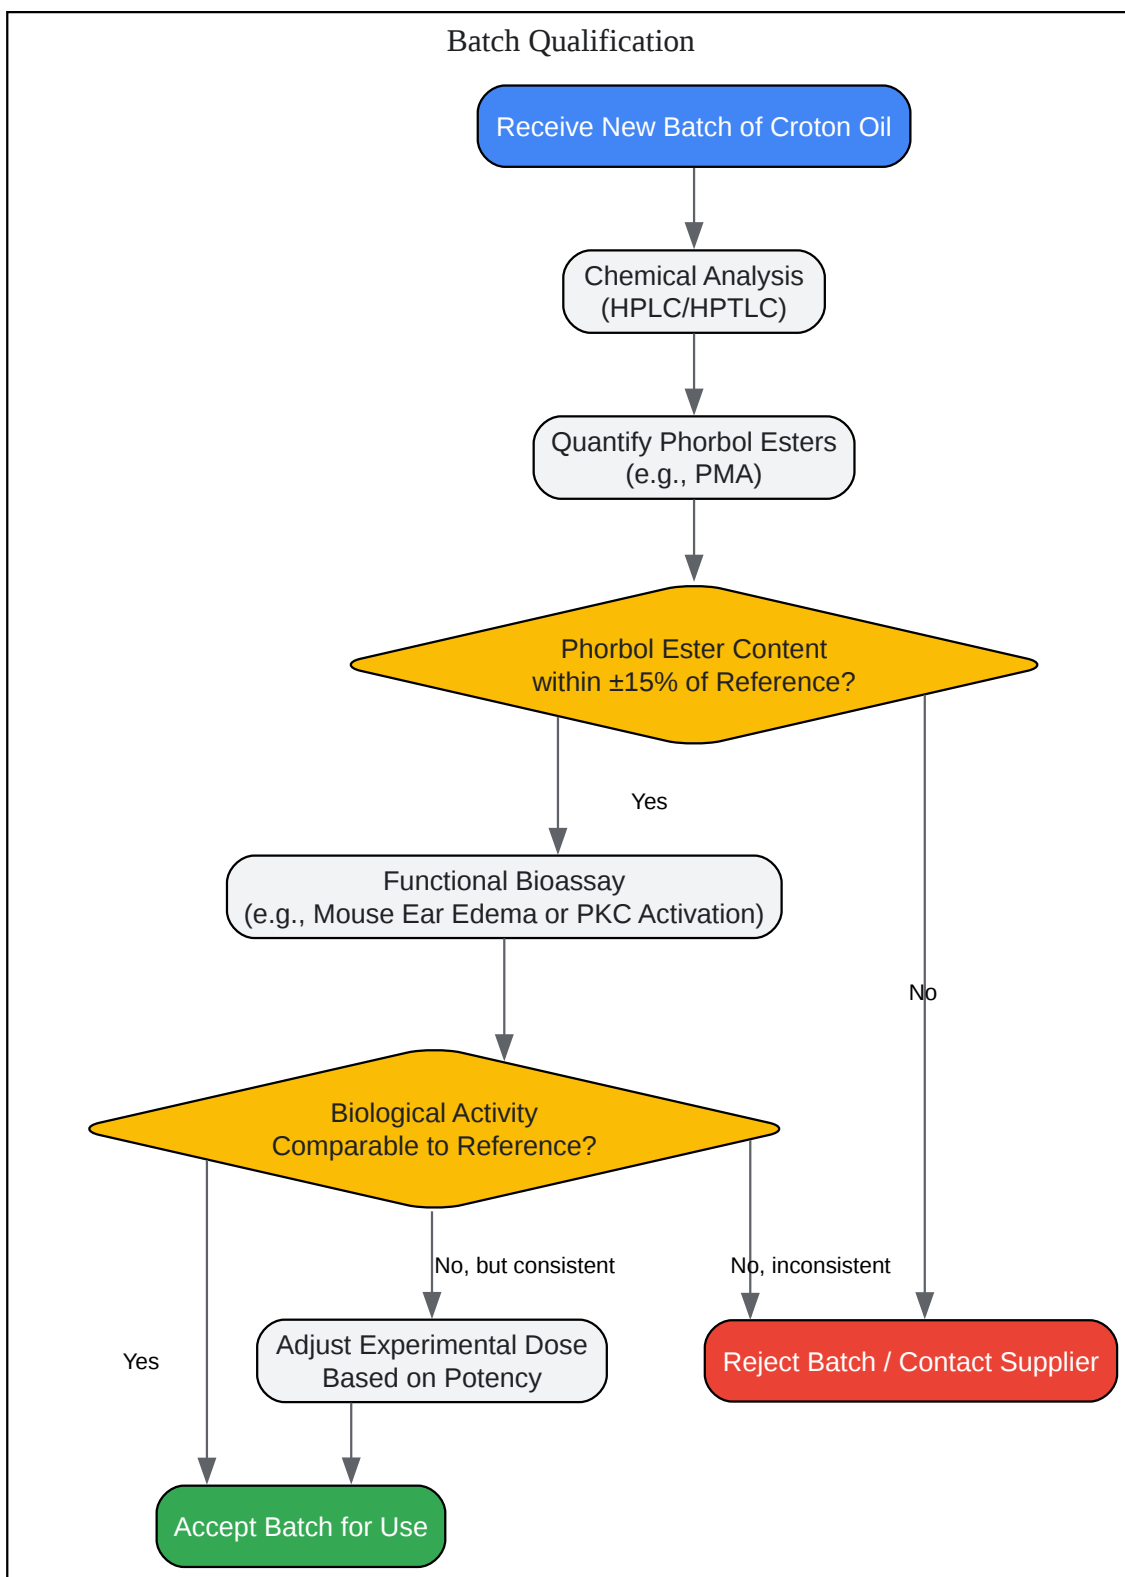 Batch Qualification
Receive New Batch of Croton Oil
Chemical Analysis
(HPLC/HPTLC)
Quantify Phorbol Esters
(e.g., PMA)
Phorbol Ester Content
within ±15% of Reference?
Yes
Functional Bioassay
(e.g., Mouse Ear Edema or PKC Activation)
No
Biological Activity
Comparable to Reference?
No, but consistent
No, inconsistent
Yes
Adjust Experimental Dose
Based on Potency
Reject Batch / Contact Supplier
Accept Batch for Use